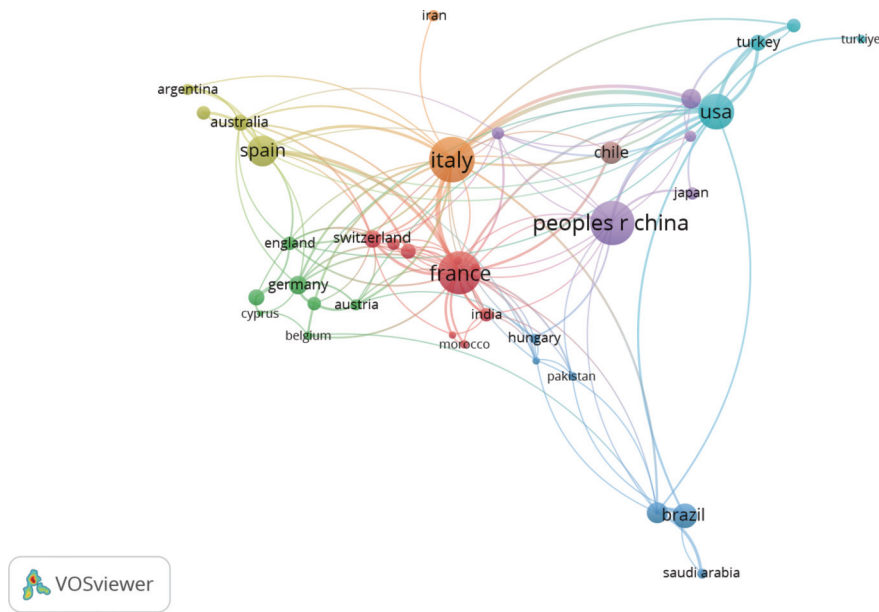 iran
turkey
turkiye
argentina
usa
australia
spain
italy
chile
japan
peoples r china
england
switzerland
france
germany
cyprus
austria
india
belgium
morocco
hungary
pakistan
brazil
saudi arabia
VOSviewer